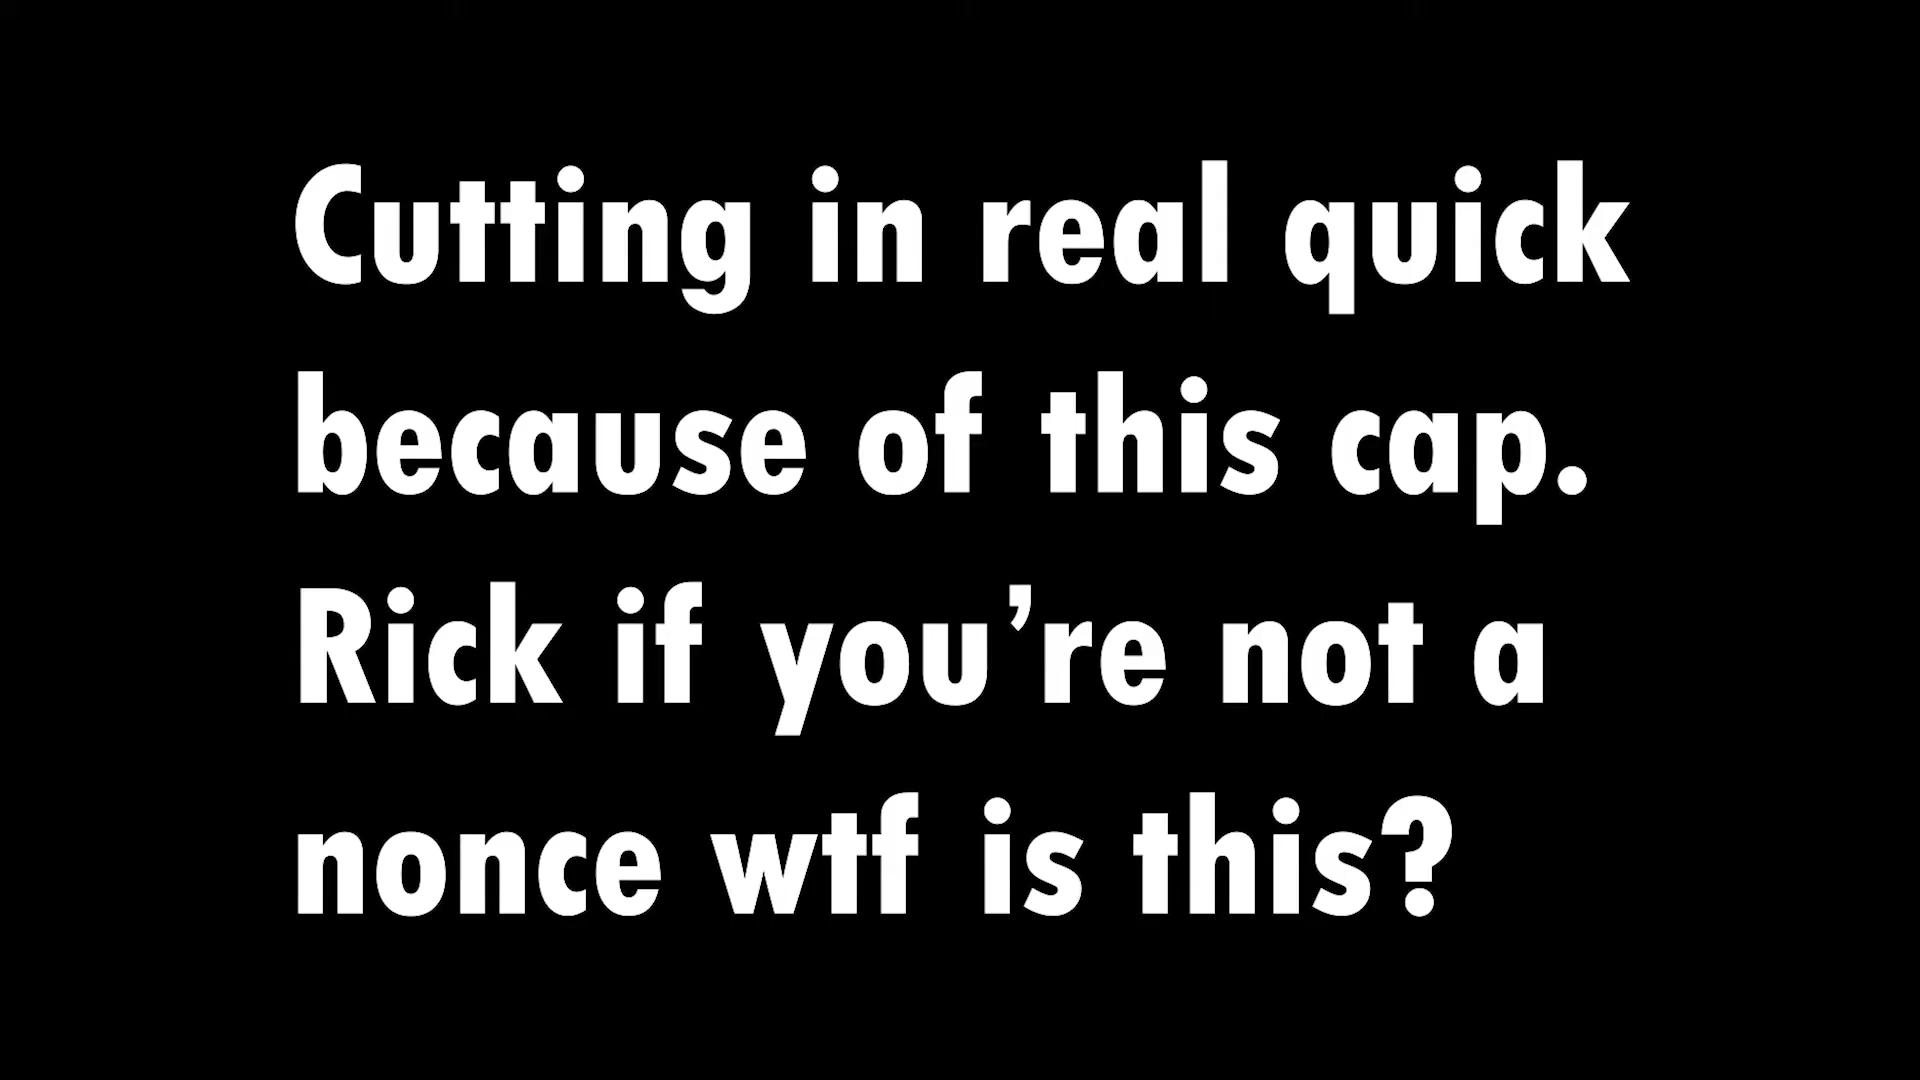 Cutting in real quick
because of this cap.
Rick if you’re not a
nonce wtf is this?